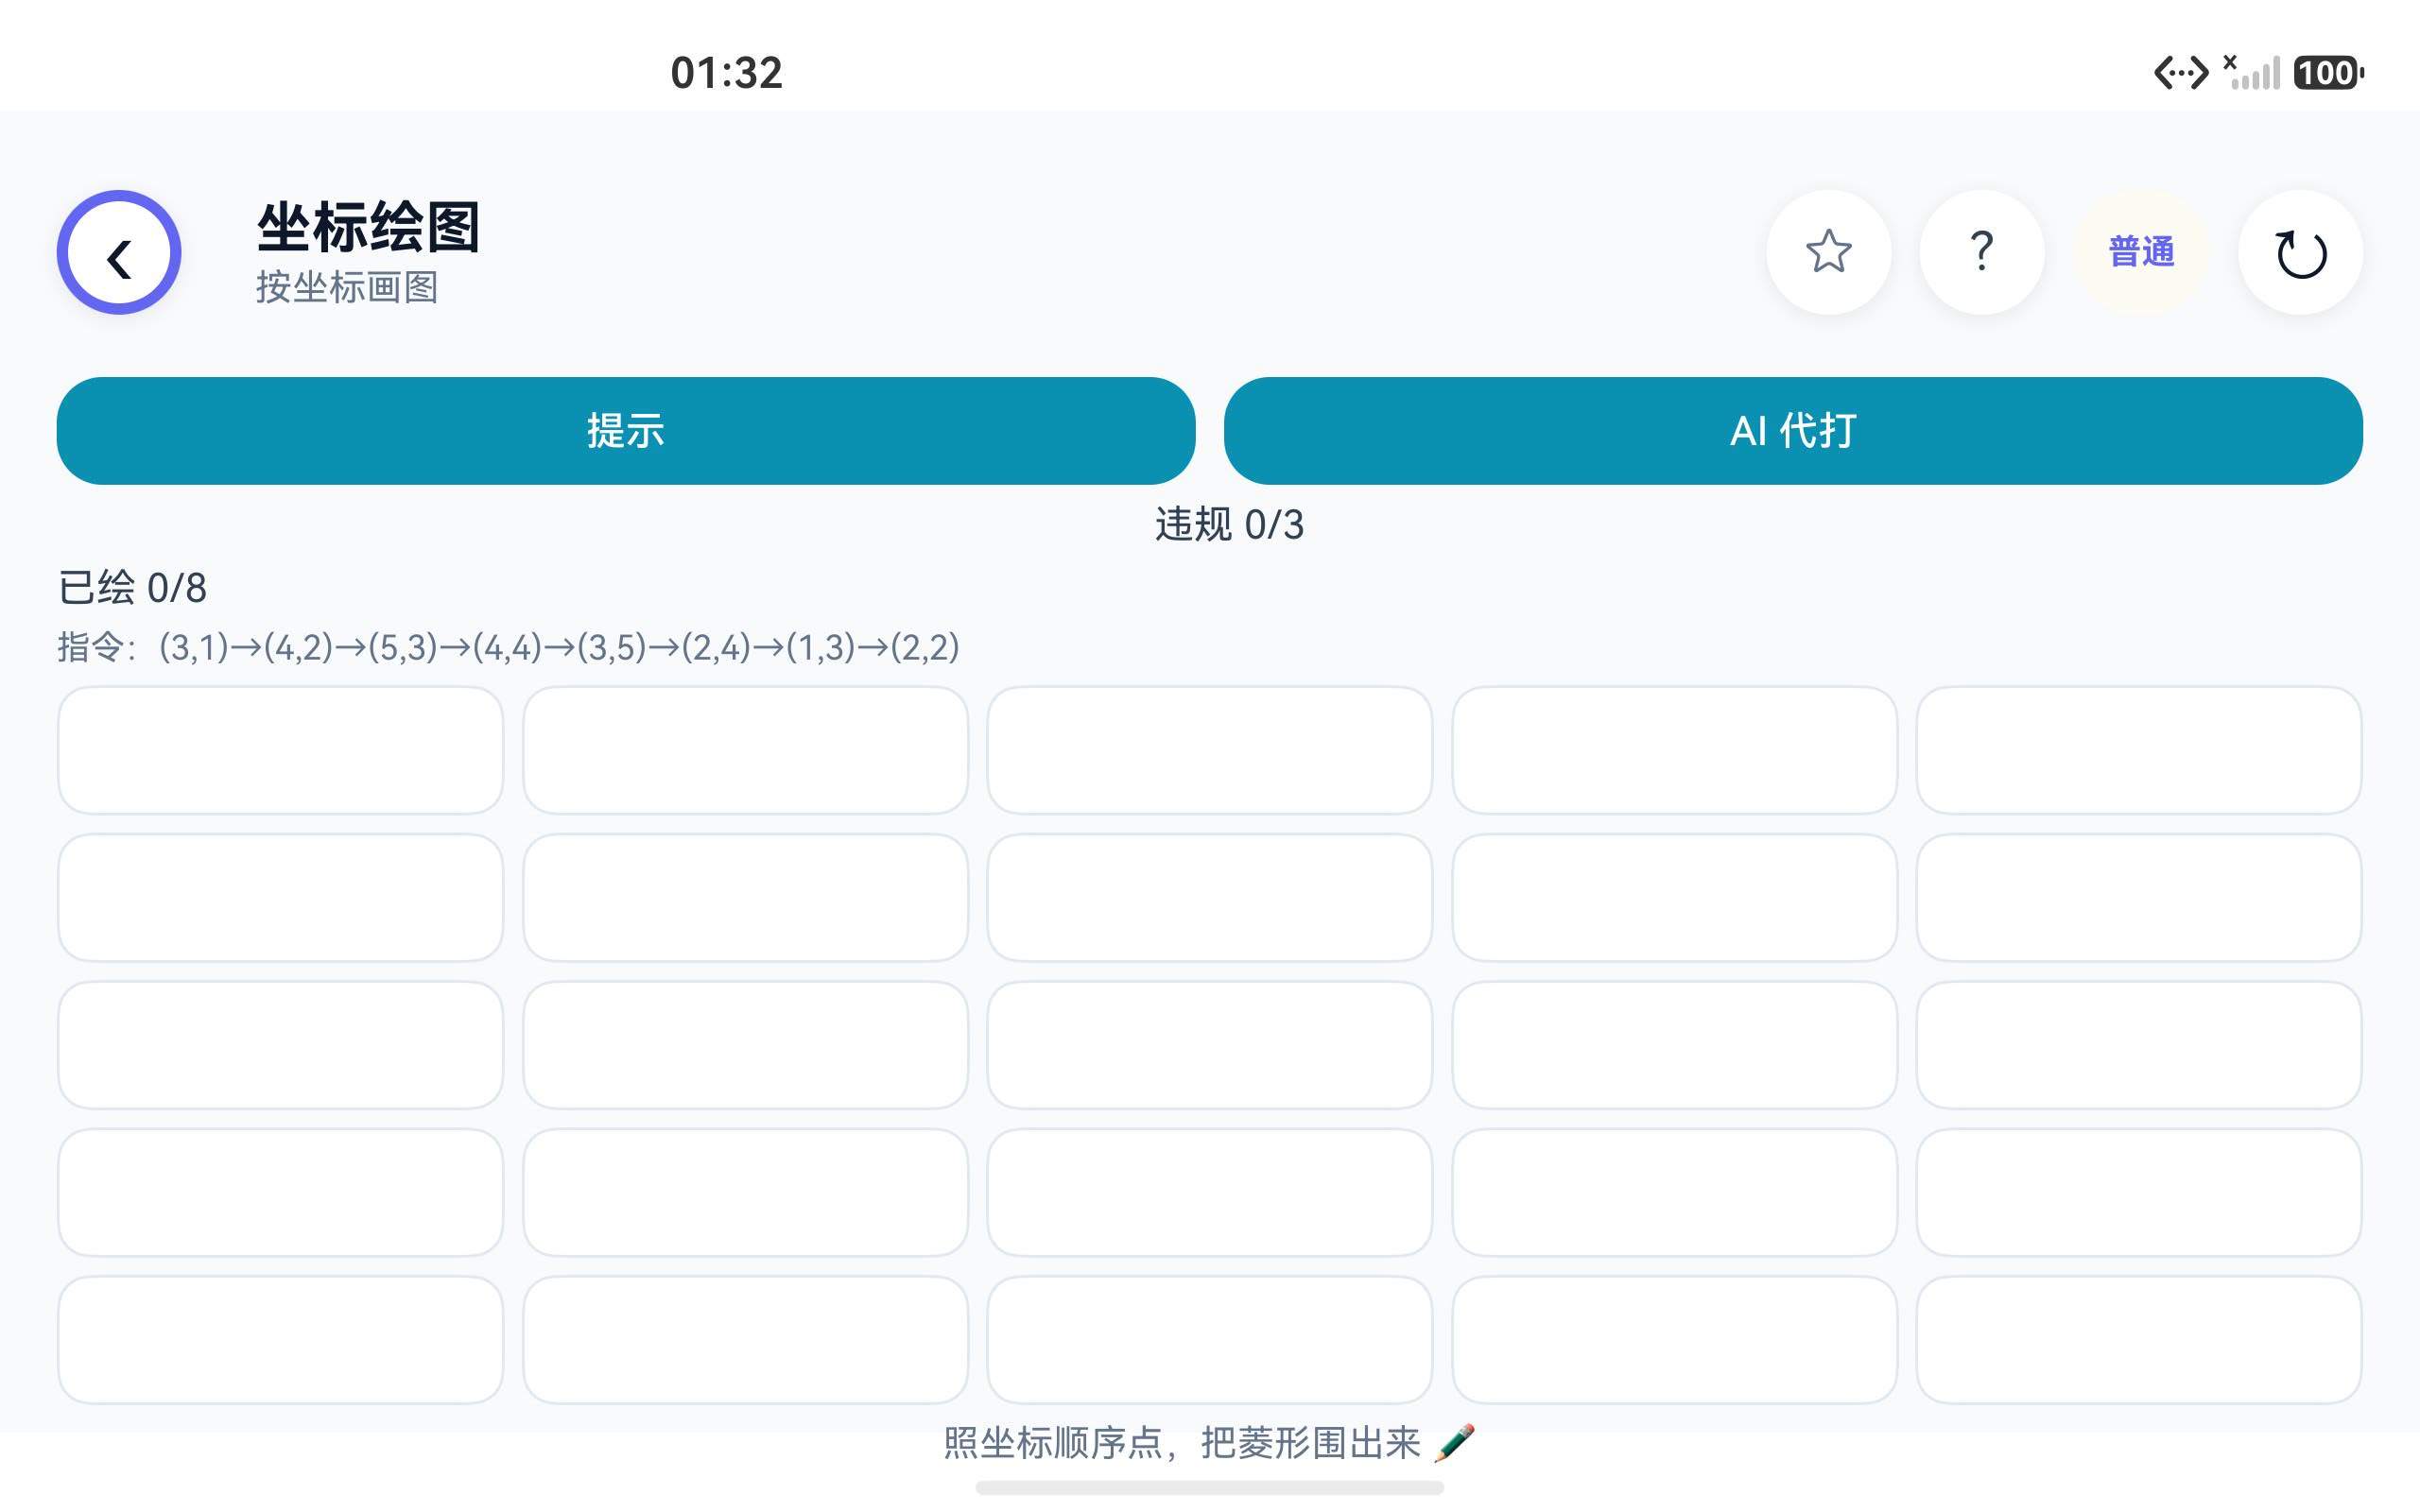 01:32
100
坐标绘图
按坐标画图
?
普通
提示
AI 代打
违规 0/3
已绘 0/8
指令：(3,1)→(4,2)→(5,3)→(4,4)→(3,5)→(2,4)→(1,3)→(2,2)
照坐标顺序点，把菱形围出来